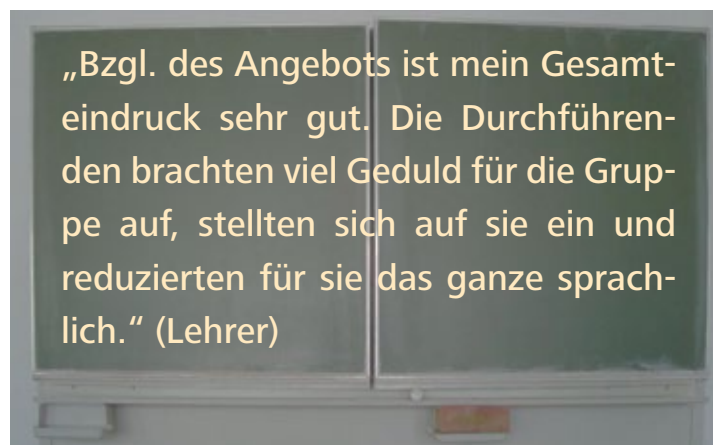 „Bzgl. des Angebots ist mein Gesamt-
eindruck sehr gut. Die Durchführen-
den brachten viel Geduld für die Grup-
pe auf, stellten sich auf sie ein und
reduzierten für sie das ganze sprach-
lich.“ (Lehrer)